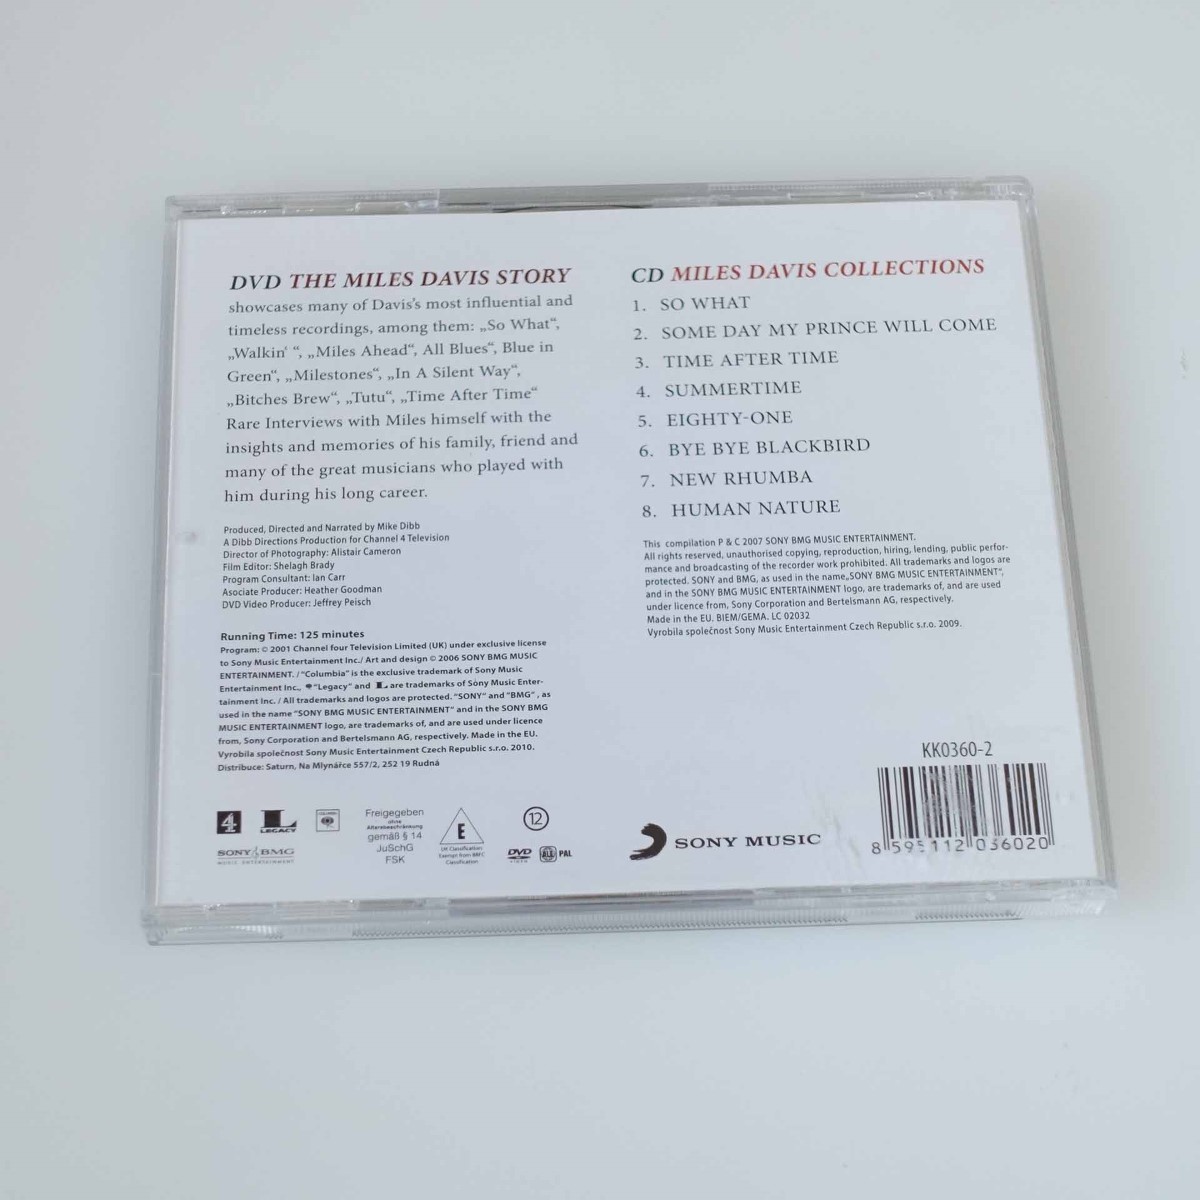 DVD THE MILES DAVIS STORY
showcases many of Davis's most influential and
timeless recordings, among them: „So What“,
„Walkin' “, „Miles Ahead“, All Blues“, Blue in
Green“, „Milestones“, „In A Silent Way“,
„Bitches Brew“, „Tutu“, „Time After Time“
Rare Interviews with Miles himself with the
insights and memories of his family, friend and
many of the great musicians who played with
him during his long career.
Produced, Directed and Narrated by Mike Dibb
A Dibb Directions Production for Channel 4 Television
Director of Photography: Alistair Cameron
Film Editor: Shelagh Brady
Program Consultant: Ian Carr
Asociate Producer: Heather Goodman
DVD Video Producer: Jeffrey Peisch
Running Time: 125 minutes
Program: © 2001 Channel four Television Limited (UK) under exclusive license
to Sony Music Entertainment Inc./ Art and design © 2006 SONY BMG MUSIC
ENTERTAINMENT. / “Columbia“ is the exclusive trademark of Sony Music
Entertainment Inc., “Legacy“ and L are trademarks of Sony Music Enter-
tainment Inc. / All trademarks and logos are protected. “SONY“ and “BMG“ , as
used in the name “SONY BMG MUSIC ENTERTAINMENT“ and in the SONY BMG
MUSIC ENTERTAINMENT logo, are trademarks of, and are used under licence
from, Sony Corporation and Bertelsmann AG, respectively. Made in the EU.
Vyrobila společnost Sony Music Entertainment Czech Republic s.r.o. 2010.
Distribuce: Saturn, Na Mlynářce 557/2, 252 19 Rudná
4
L
LEGACY
COLUMBIA
SONY BMG
MUSIC ENTERTAINMENT
Freigegeben
ohne
Altersbeschränkung
gemäß § 14
JuSchG
FSK
E
UK Classification
Exempt from BBFC
Classification
12
DVD
VIDEO
ALL
PAL
CD MILES DAVIS COLLECTIONS
1. SO WHAT
2. SOME DAY MY PRINCE WILL COME
3. TIME AFTER TIME
4. SUMMERTIME
5. EIGHTY-ONE
6. BYE BYE BLACKBIRD
7. NEW RHUMBA
8. HUMAN NATURE
This compilation P & C 2007 SONY BMG MUSIC ENTERTAINMENT.
All rights reserved, unauthorised copying, reproduction, hiring, lending, public perfor-
mance and broadcasting of the recorder work prohibited. All trademarks and logos are
protected. SONY and BMG, as used in the name„SONY BMG MUSIC ENTERTAINMENT“,
and in the SONY BMG MUSIC ENTERTAINMENT logo, are trademarks of, and are used
under licence from, Sony Corporation and Bertelsmann AG, respectively.
Made in the EU. BIEM/GEMA. LC 02032
Vyrobila společnost Sony Music Entertainment Czech Republic s.r.o. 2009.
SONY MUSIC
KK0360-2
8 595112 036020